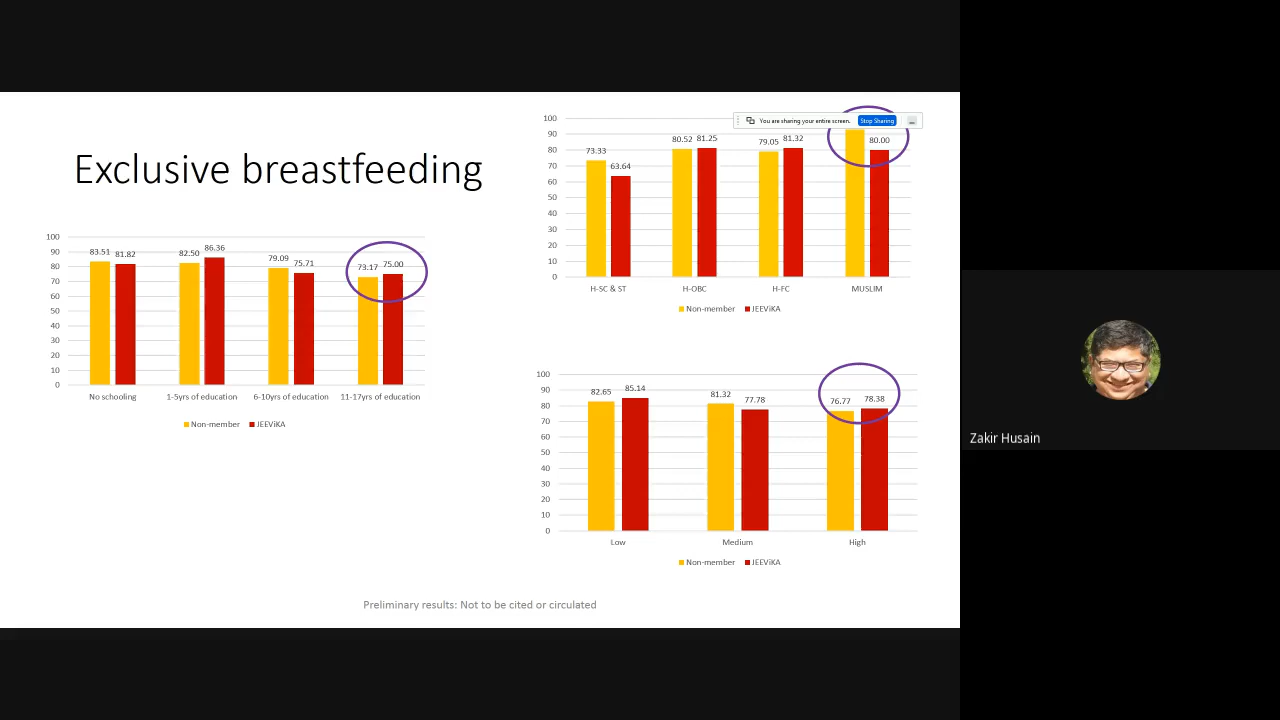 Exclusive breastfeeding
100
90
80
70
60
50
40
30
20
10
0
83.51 81.82 82.50 86.36 79.09 75.71 73.17 75.00
No schooling 1-5yrs of education 6-10yrs of education 11-17yrs of education
Non-member JEEViKA
You are sharing your entire screen. Stop Sharing
100
90
80
70
60
50
40
30
20
10
0
73.33 63.64 80.52 81.25 79.05 81.32 80.00
H-SC & ST H-OBC H-FC MUSLIM
Non-member JEEViKA
100
90
80
70
60
50
40
30
20
10
0
82.65 85.14 81.32 77.78 76.77 78.38
Low Medium High
Non-member JEEViKA
Preliminary results: Not to be cited or circulated
Zakir Husain